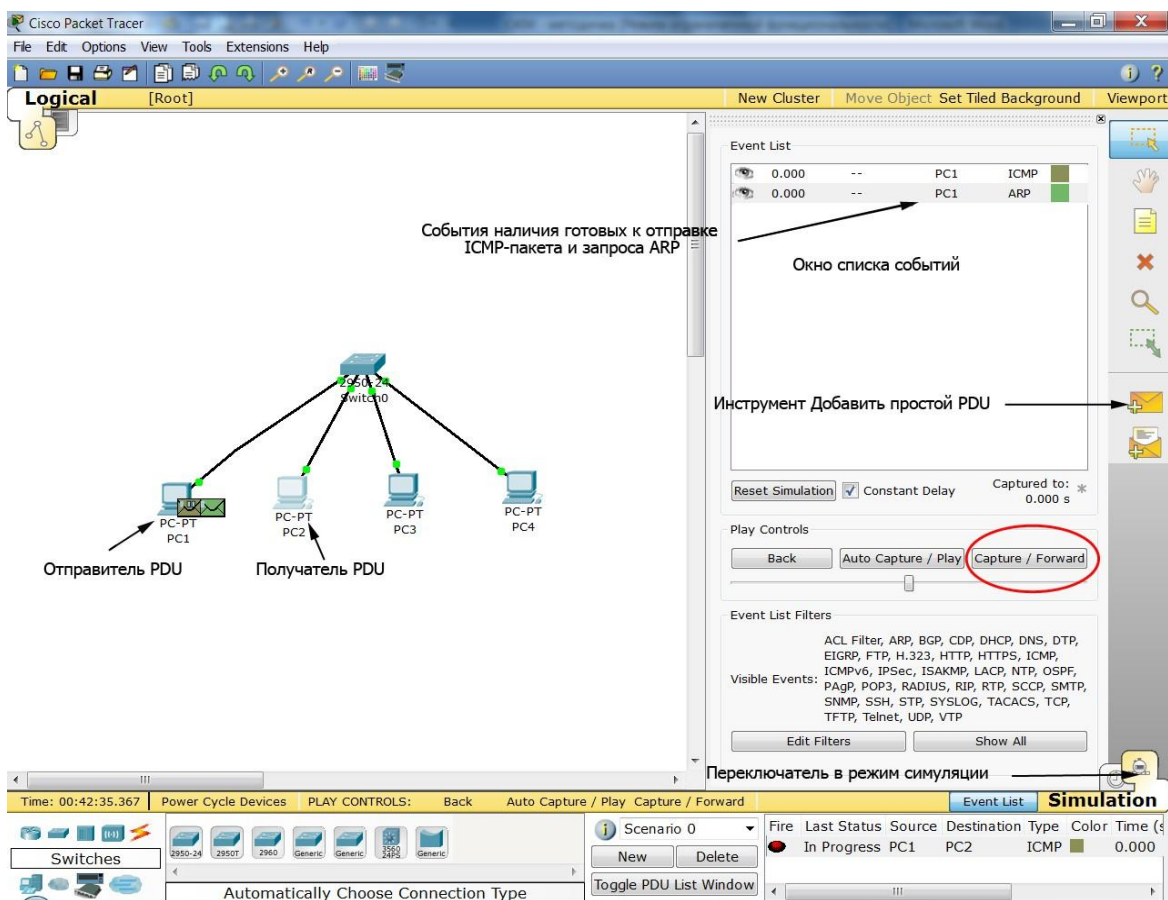 Cisco Packet Tracer
File Edit Options View Tools Extensions Help
Logical [Root] New Cluster Move Object Set Tiled Background Viewport
Event List
0.000 -- PC1 ICMP
0.000 -- PC1 ARP
События наличия готовых к отправке
ICMP-пакета и запроса ARP
Окно списка событий
2950-24
Switch0
Инструмент Добавить простой PDU
Reset Simulation Constant Delay Captured to: *
0.000 s
PC-PT
PC1
PC-PT
PC2
PC-PT
PC3
PC-PT
PC4
Отправитель PDU
Получатель PDU
Play Controls
Back Auto Capture / Play Capture / Forward
Event List Filters
Visible Events:
ACL Filter, ARP, BGP, CDP, DHCP, DNS, DTP,
EIGRP, FTP, H.323, HTTP, HTTPS, ICMP,
ICMPv6, IPSec, ISAKMP, LACP, NTP, OSPF,
PAgP, POP3, RADIUS, RIP, RTP, SCCP, SMTP,
SNMP, SSH, STP, SYSLOG, TACACS, TCP,
TFTP, Telnet, UDP, VTP
Edit Filters Show All
Переключатель в режим симуляции
Time: 00:42:35.367 Power Cycle Devices PLAY CONTROLS: Back Auto Capture / Play Capture / Forward Event List Simulation
Switches
2950-24 2950T 2960 Generic Generic 3560 24PS Generic
Automatically Choose Connection Type
Scenario 0
New Delete
Toggle PDU List Window
Fire Last Status Source Destination Type Color Time (s
In Progress PC1 PC2 ICMP 0.000